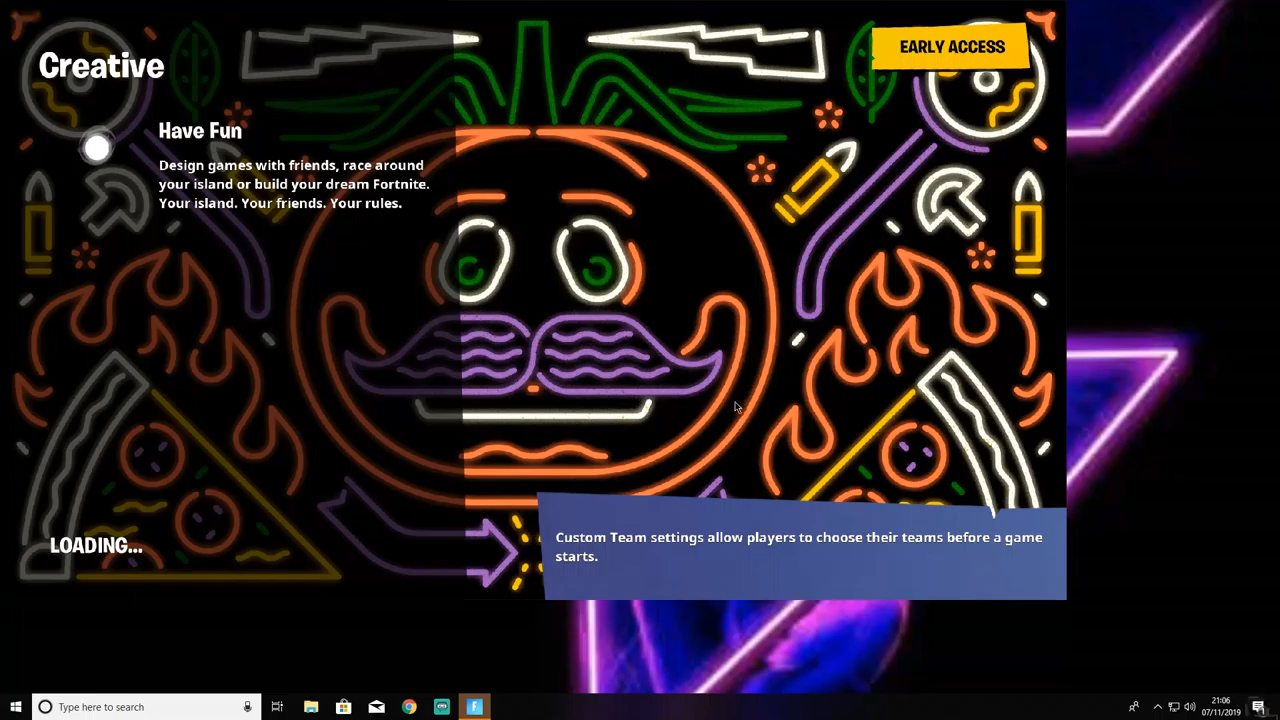 Creative
EARLY ACCESS
Have Fun
Design games with friends, race around
your island or build your dream Fortnite.
Your island. Your friends. Your rules.
LOADING...
Custom Team settings allow players to choose their teams before a game
starts.
Type here to search
21:06
07/11/2019